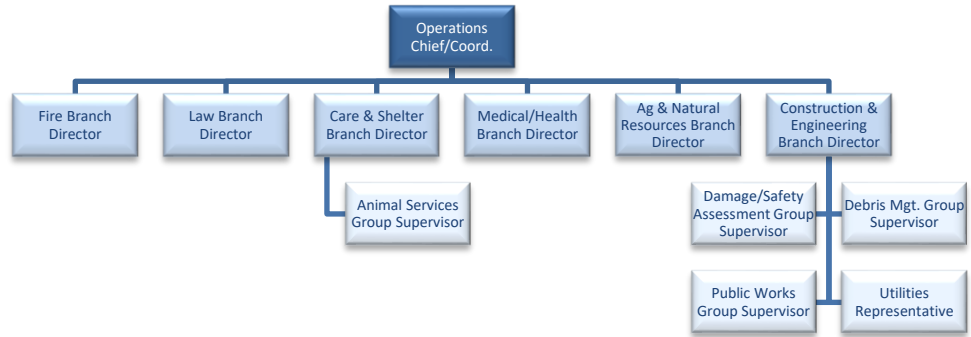 Operations
Chief/Coord.
Fire Branch
Director
Law Branch
Director
Care & Shelter
Branch Director
Medical/Health
Branch Director
Ag & Natural
Resources Branch
Director
Construction &
Engineering
Branch Director
Animal Services
Group Supervisor
Damage/Safety
Assessment Group
Supervisor
Debris Mgt. Group
Supervisor
Public Works
Group Supervisor
Utilities
Representative